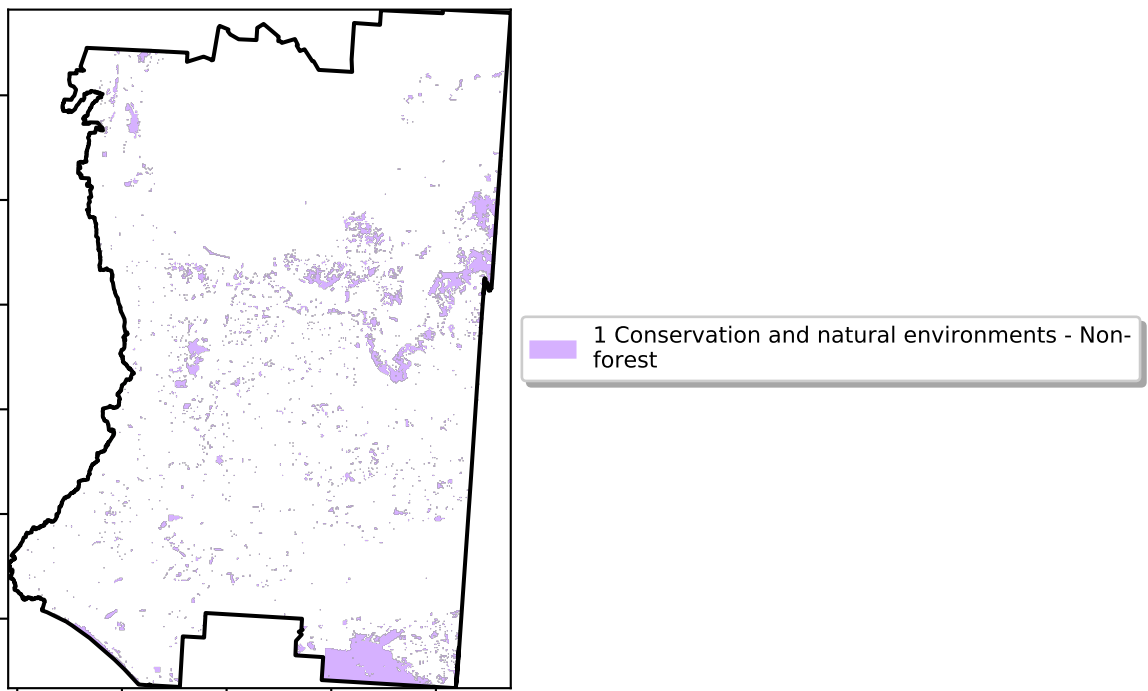 1 Conservation and natural environments - Non-
forest